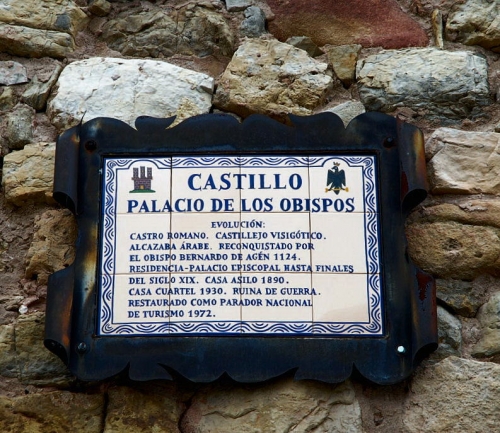 CASTILLO
PALACIO DE LOS OBISPOS
EVOLUCIÓN:
CASTRO ROMANO. CASTILLEJO VISIGÓTICO.
ALCAZABA ÁRABE. RECONQUISTADO POR
EL OBISPO BERNARDO DE AGÉN 1124.
RESIDENCIA-PALACIO EPISCOPAL HASTA FINALES
DEL SIGLO XIX. CASA ASILO 1890.
CASA CUARTEL 1930. RUINA DE GUERRA.
RESTAURADO COMO PARADOR NACIONAL
DE TURISMO 1972.